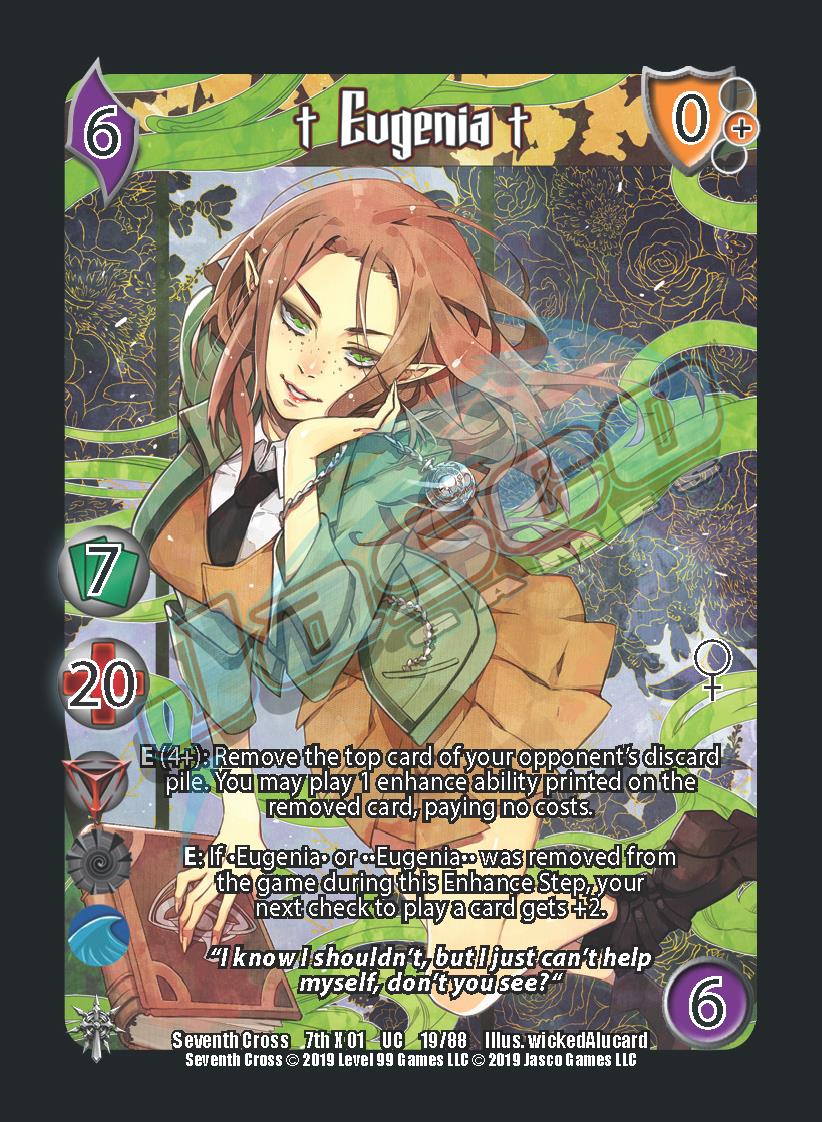 6
† Eugenia †
0
+
7
20
E (4+): Remove the top card of your opponent's discard
pile. You may play 1 enhance ability printed on the
removed card, paying no costs.
E: If •Eugenia• or ••Eugenia•• was removed from
the game during this Enhance Step, your
next check to play a card gets +2.
“I know I shouldn't, but I just can't help
myself, don't you see?“
6
Seventh Cross 7th X 01 UC 19/88 Illus. wickedAlucard
Seventh Cross © 2019 Level 99 Games LLC © 2019 Jasco Games LLC
JASCO